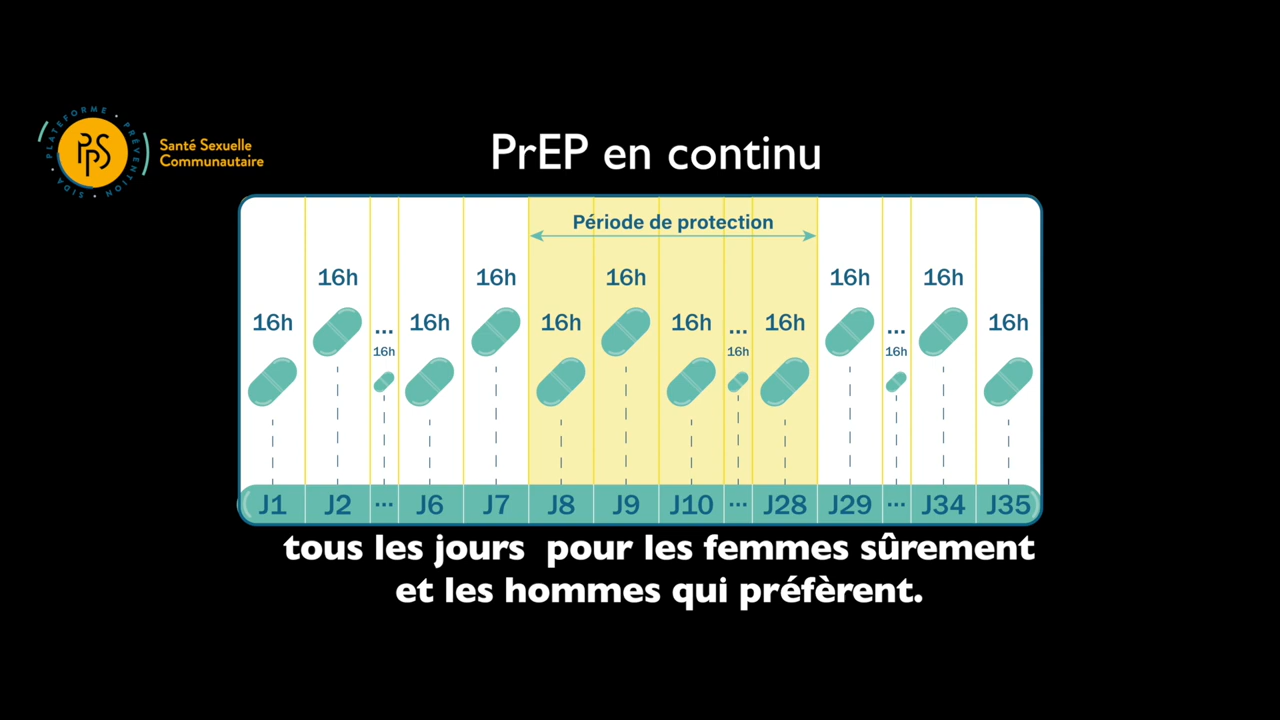 PLATEFORME • PRÉVENTION • SIDA •
PPS
Santé Sexuelle
Communautaire
PrEP en continu
Période de protection
16h 16h ... 16h 16h 16h 16h 16h 16h ... 16h 16h ... 16h 16h 16h
J1 J2 ... J6 J7 J8 J9 J10 ... J28 J29 ... J34 J35
tous les jours pour les femmes sûrement
et les hommes qui préfèrent.